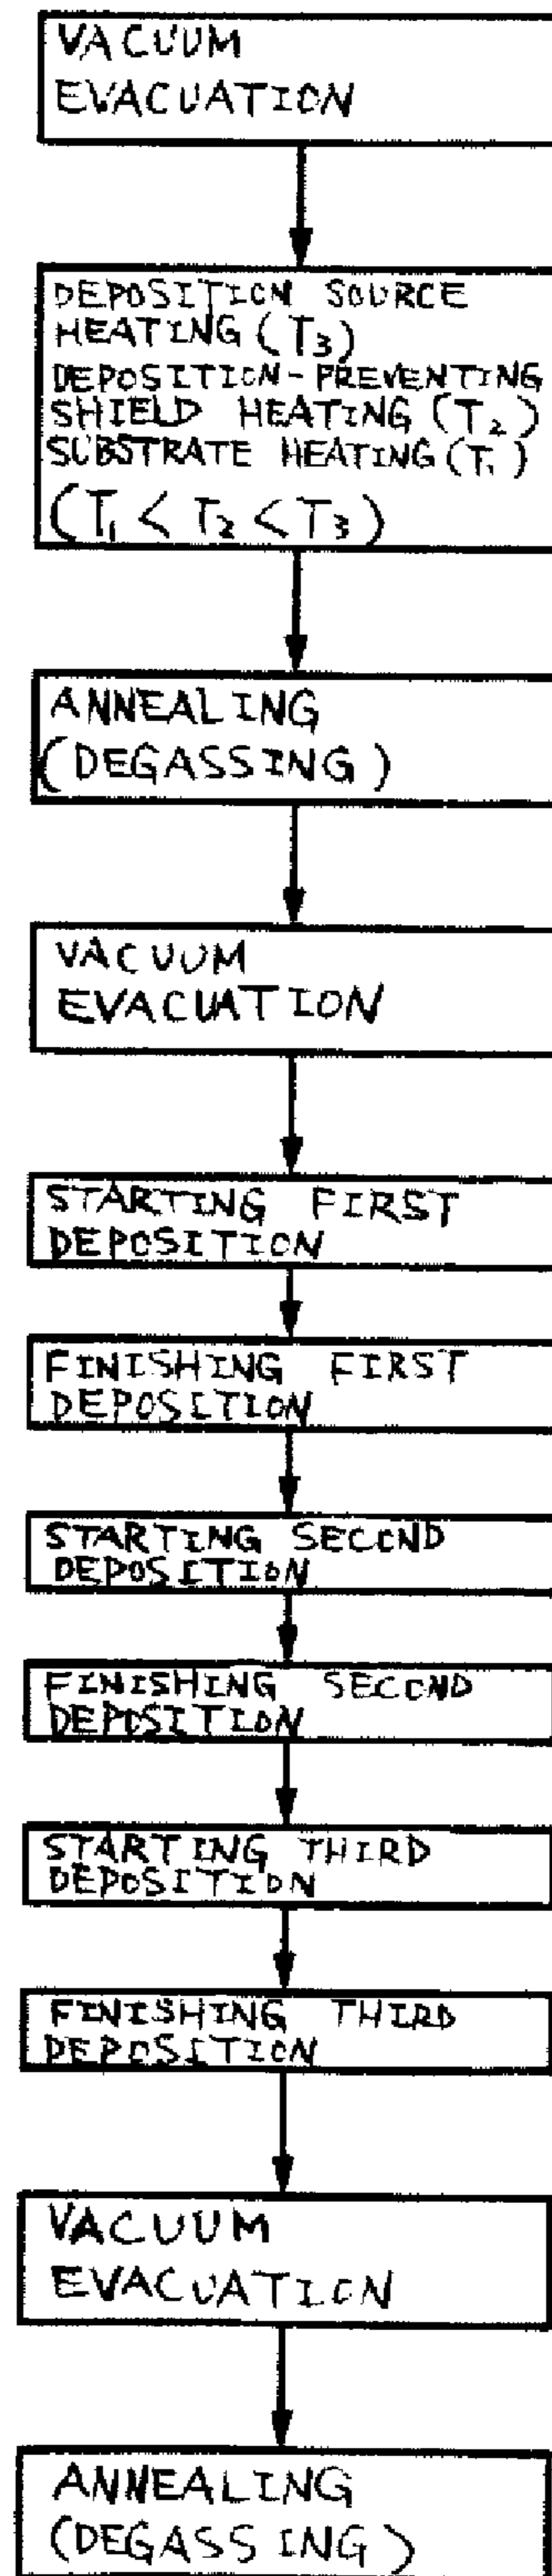 VACUUM
EVACUATION
DEPOSITION SOURCE
HEATING (T₃)
DEPOSITION-PREVENTING
SHIELD HEATING (T₂)
SUBSTRATE HEATING (T₁)
(T₁ < T₂ < T₃)
ANNEALING
(DEGASSING)
VACUUM
EVACUATION
STARTING FIRST
DEPOSITION
FINISHING FIRST
DEPOSITION
STARTING SECOND
DEPOSITION
FINISHING SECOND
DEPOSITION
STARTING THIRD
DEPOSITION
FINISHING THIRD
DEPOSITION
VACUUM
EVACUATION
ANNEALING
(DEGASSING)